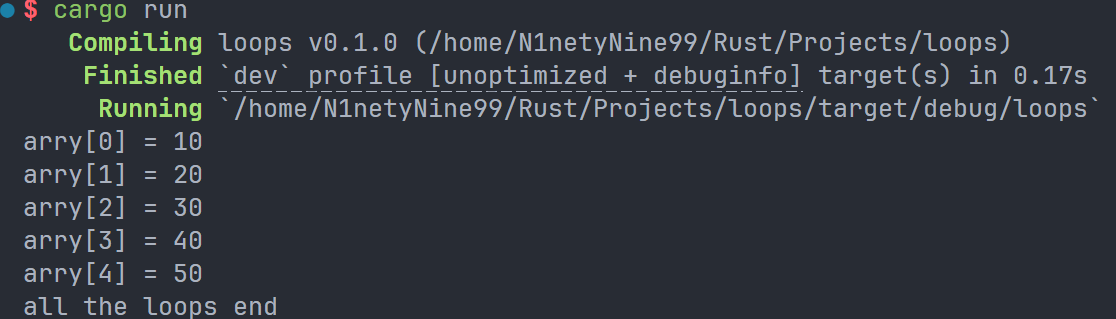 $ cargo run
Compiling loops v0.1.0 (/home/N1netyNine99/Rust/Projects/loops)
Finished `dev` profile [unoptimized + debuginfo] target(s) in 0.17s
Running `/home/N1netyNine99/Rust/Projects/loops/target/debug/loops`
arry[0] = 10
arry[1] = 20
arry[2] = 30
arry[3] = 40
arry[4] = 50
all the loops end